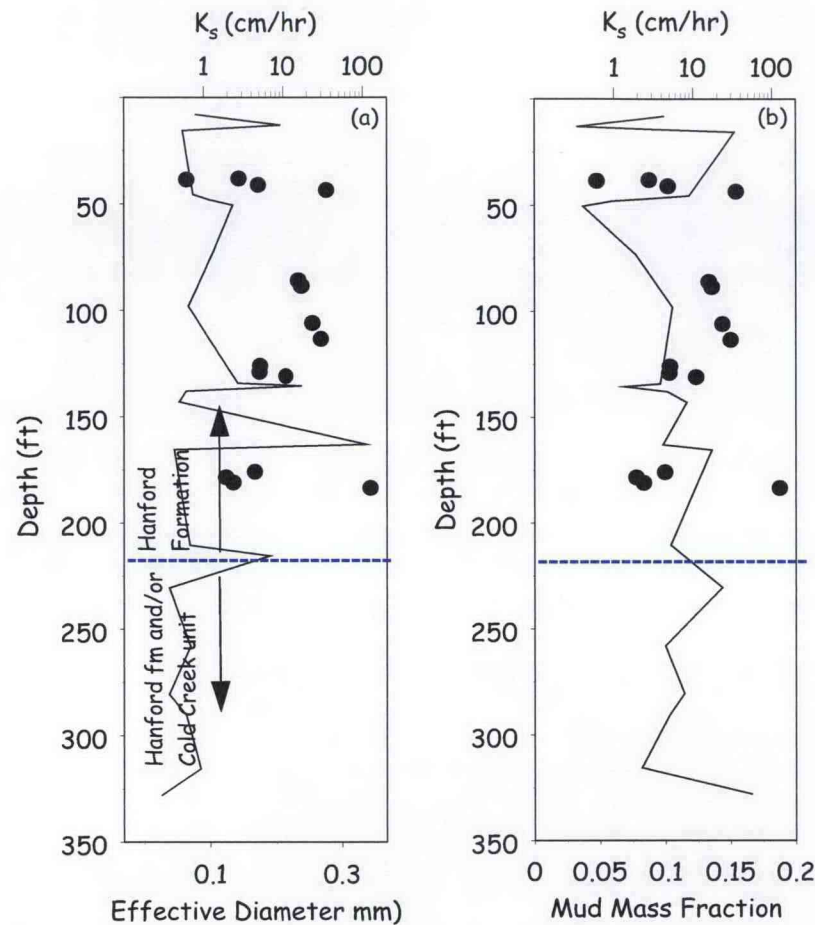 Ks (cm/hr)
1 10 100
(a)
50
100
150
200
250
300
350
Depth (ft)
Hanford
Formation
Hanford fm and/or
Cold Creek unit
0.1 0.3
Effective Diameter mm)
Ks (cm/hr)
1 10 100
(b)
50
100
150
200
250
300
350
Depth (ft)
0 0.05 0.1 0.15 0.2
Mud Mass Fraction